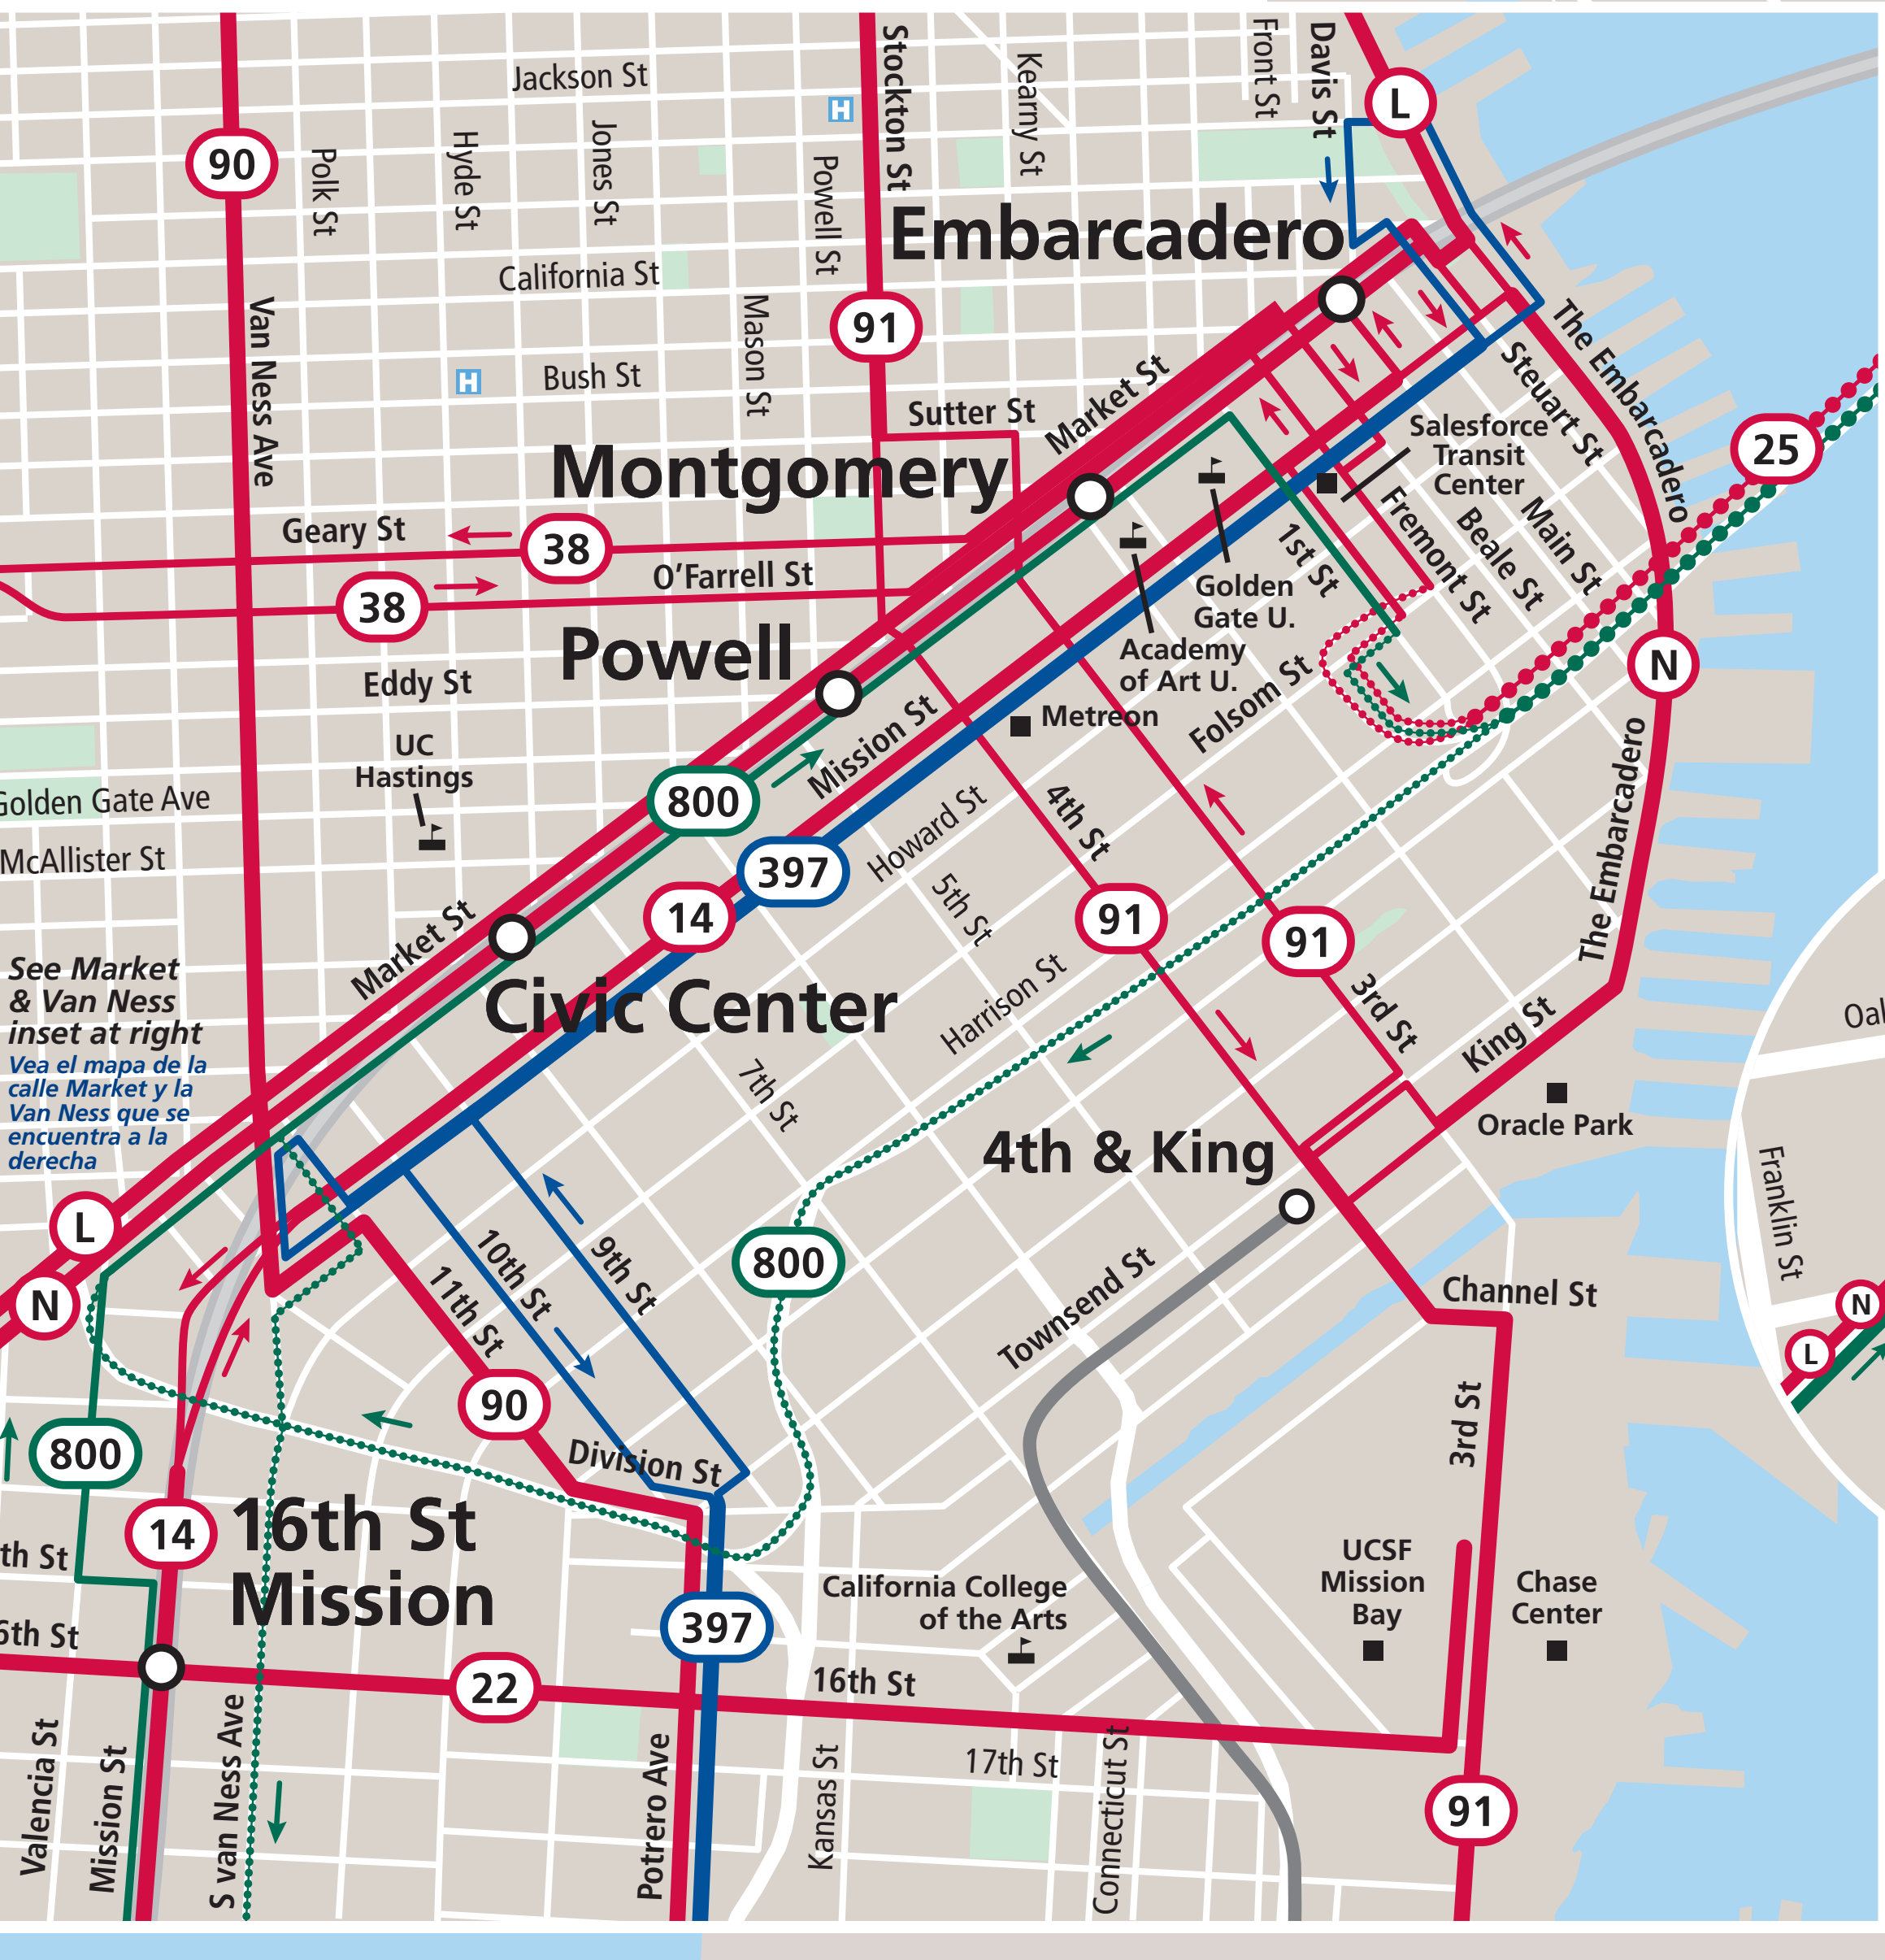 Jackson St
Stockton St
Kearny St
Front St
Davis St
L
90
Polk St
Hyde St
Jones St
H
Powell St
Embarcadero
California St
Van Ness Ave
Mason St
91
H
Bush St
Sutter St
Market St
The Embarcadero
Steuart St
Salesforce
Transit
Center
25
Montgomery
Geary St
38
O'Farrell St
38
1st St
Fremont St
Beale St
Main St
Golden
Gate U.
Academy
of Art U.
Powell
Eddy St
Folsom St
N
Metreon
Mission St
UC
Hastings
Golden Gate Ave
McAllister St
800
397
14
Howard St
4th St
5th St
The Embarcadero
91
91
Market St
Civic Center
Harrison St
3rd St
King St
7th St
See Market
& Van Ness
inset at right
Vea el mapa de la
calle Market y la
Van Ness que se
encuentra a la
derecha
Oracle Park
4th & King
L
N
800
10th St
9th St
11th St
Townsend St
Channel St
Oal
Franklin St
N
L
90
Division St
800
3rd St
14
16th St
Mission
th St
6th St
397
California College
of the Arts
UCSF
Mission
Bay
Chase
Center
22
16th St
17th St
Valencia St
Mission St
S van Ness Ave
Potrero Ave
Kansas St
Connecticut St
91